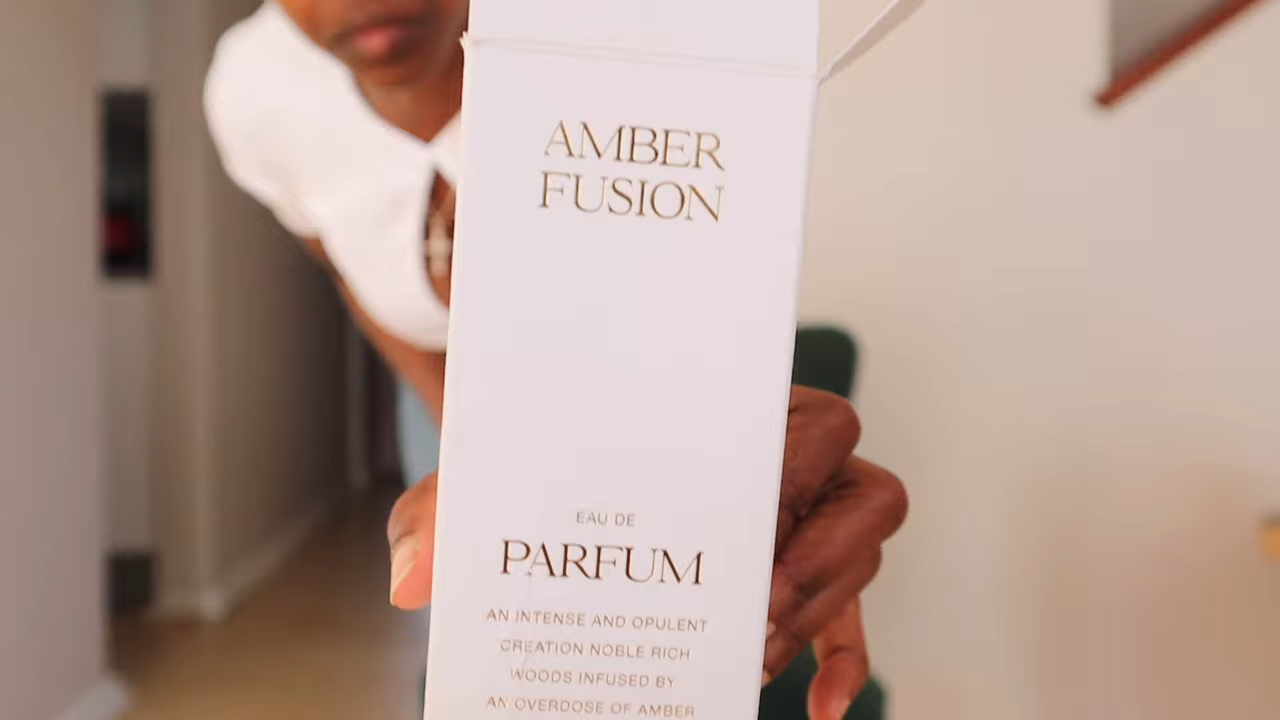 AMBER
FUSION
EAU DE
PARFUM
AN INTENSE AND OPULENT
CREATION NOBLE RICH
WOODS INFUSED BY
AN OVERDOSE OF AMBER